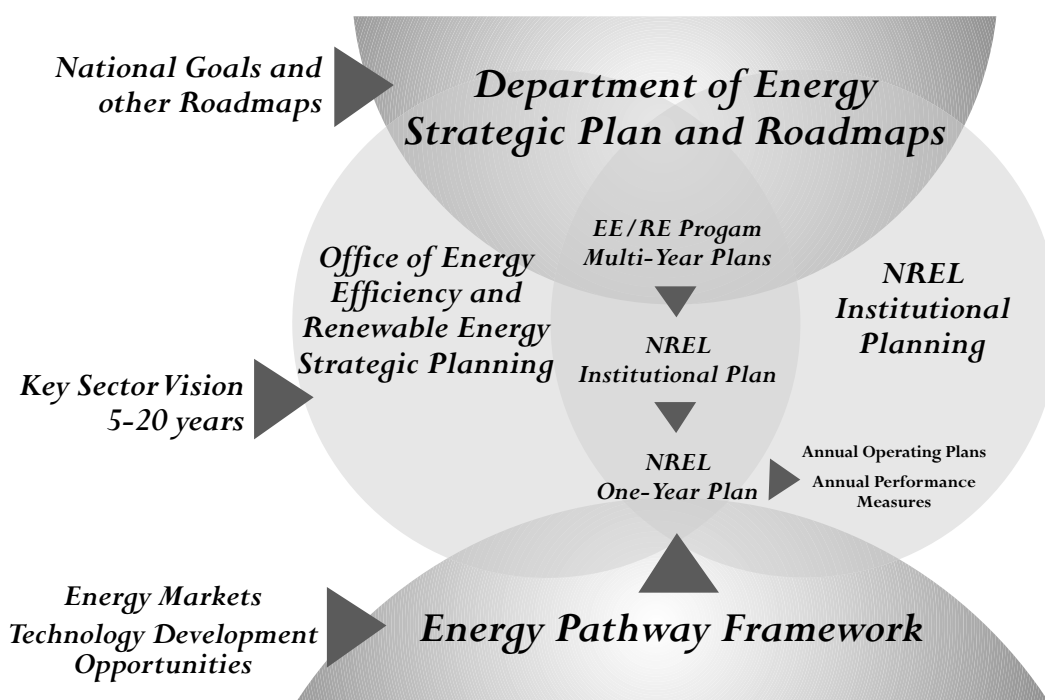 National Goals and
other Roadmaps
Department of Energy
Strategic Plan and Roadmaps
EE/RE Progam
Multi-Year Plans
Office of Energy
Efficiency and
Renewable Energy
Strategic Planning
NREL
Institutional
Planning
NREL
Institutional Plan
Key Sector Vision
5-20 years
NREL
One-Year Plan
Annual Operating Plans
Annual Performance
Measures
Energy Markets
Technology Development
Opportunities
Energy Pathway Framework